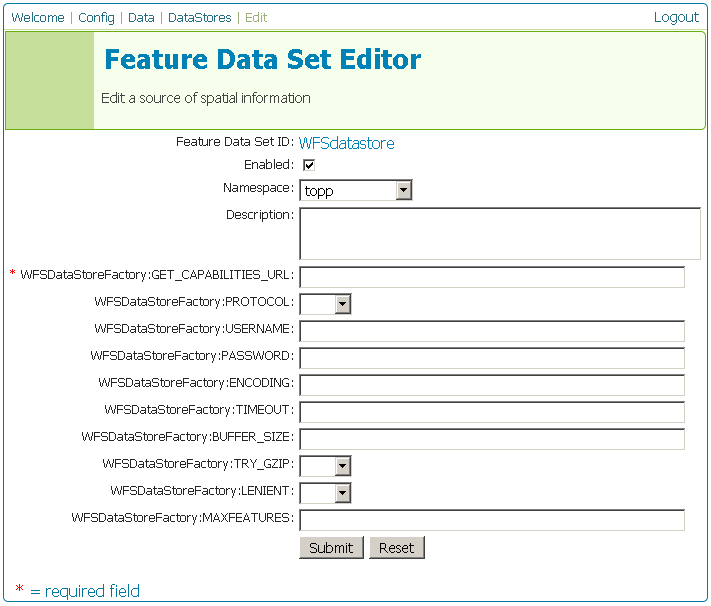 Welcome | Config | Data | DataStores | Edit Logout
Feature Data Set Editor
Edit a source of spatial information
Feature Data Set ID: WFSdatastore
Enabled:
Namespace: topp
Description:
* WFSDataStoreFactory:GET_CAPABILITIES_URL:
WFSDataStoreFactory:PROTOCOL:
WFSDataStoreFactory:USERNAME:
WFSDataStoreFactory:PASSWORD:
WFSDataStoreFactory:ENCODING:
WFSDataStoreFactory:TIMEOUT:
WFSDataStoreFactory:BUFFER_SIZE:
WFSDataStoreFactory:TRY_GZIP:
WFSDataStoreFactory:LENIENT:
WFSDataStoreFactory:MAXFEATURES:
Submit Reset
* = required field